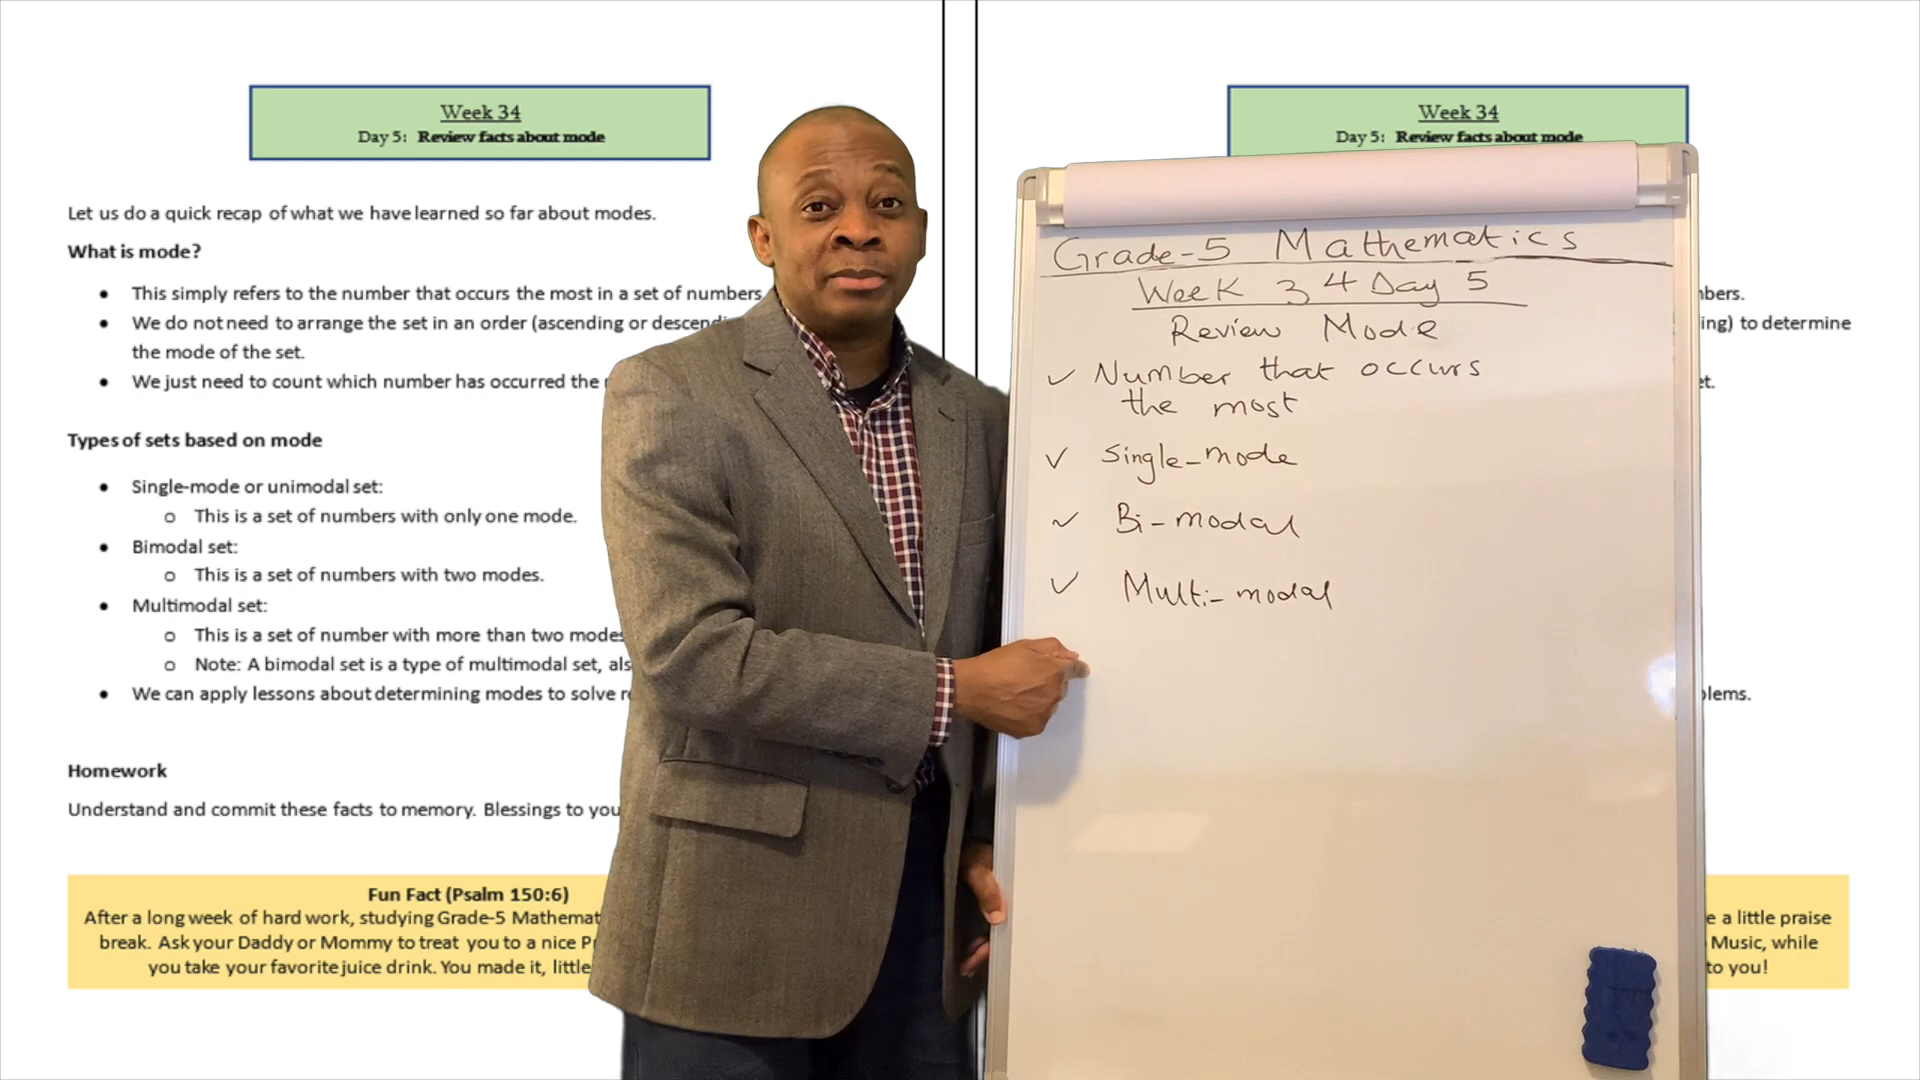 Week 34
Day 5: Review facts about mode
Let us do a quick recap of what we have learned so far about modes.
What is mode?
This simply refers to the number that occurs the most in a set of numbers
We do not need to arrange the set in an order (ascending or
the mode of the set.
We just need to count which number has occurred the
Types of sets based on mode
Single-mode or unimodal set:
This is a set of numbers with only one mode.
Bimodal set:
This is a set of numbers with two modes.
Multimodal set:
This is a set of number with more than two modes
Note: A bimodal set is a type of multimodal set,
We can apply lessons about determining modes to solve
Homework
Understand and commit these facts to memory. Blessings to you
Fun Fact (Psalm 150:6)
After a long week of hard work, studying Grade-5
break. Ask your Daddy or Mommy to treat you to a nice
you take your favorite juice drink. You made it, little
Week 34
Day 5: Review facts about mode
to determine
e a little praise
Music, while
to you!
Grade-5 Mathematics
Week 34 Day 5
Review Mode
✓ Number that occurs
the most
✓ Single-mode
✓ Bi-modal
✓ Multi-modal